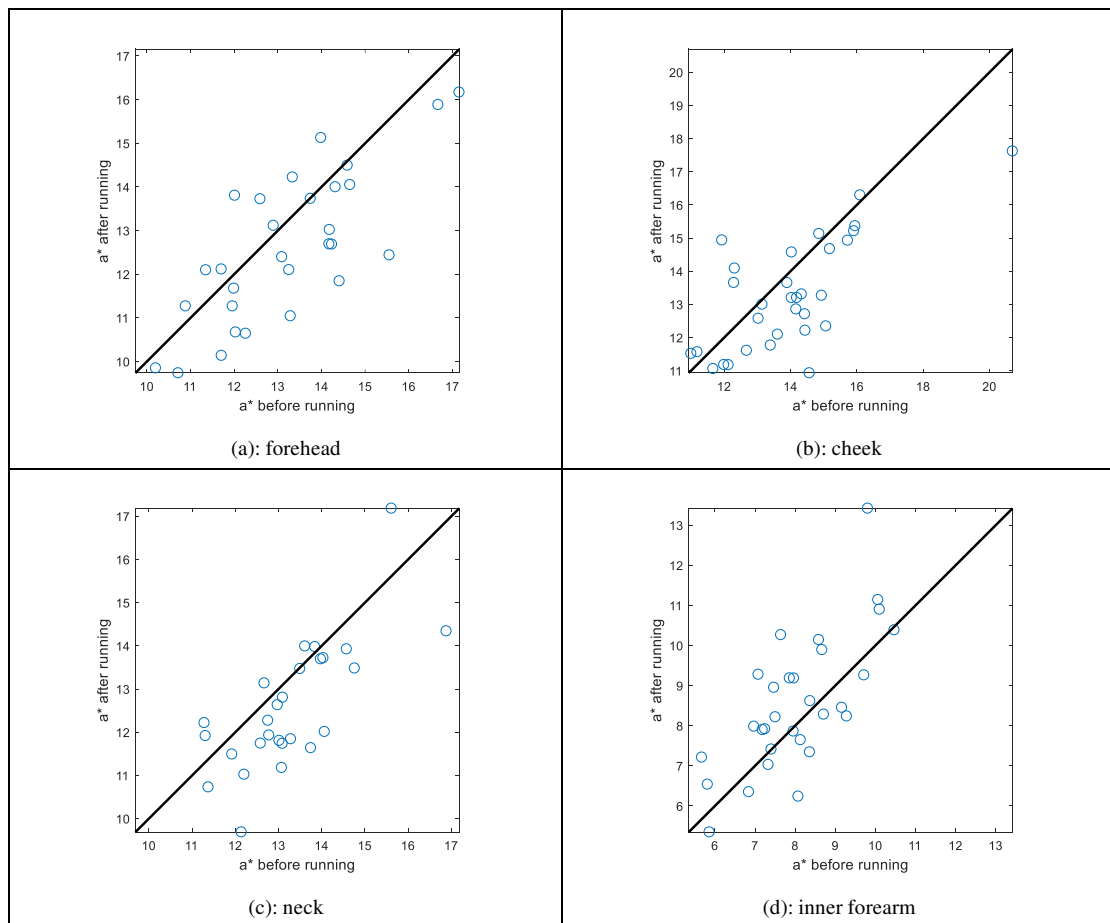 17
16
15
14
13
12
11
10
a* after running
10 11 12 13 14 15 16 17
a* before running
(a): forehead
20
19
18
17
16
15
14
13
12
11
a* after running
12 14 16 18 20
a* before running
(b): cheek
17
16
15
14
13
12
11
10
a* after running
10 11 12 13 14 15 16 17
a* before running
(c): neck
13
12
11
10
9
8
7
6
a* after running
6 7 8 9 10 11 12 13
a* before running
(d): inner forearm